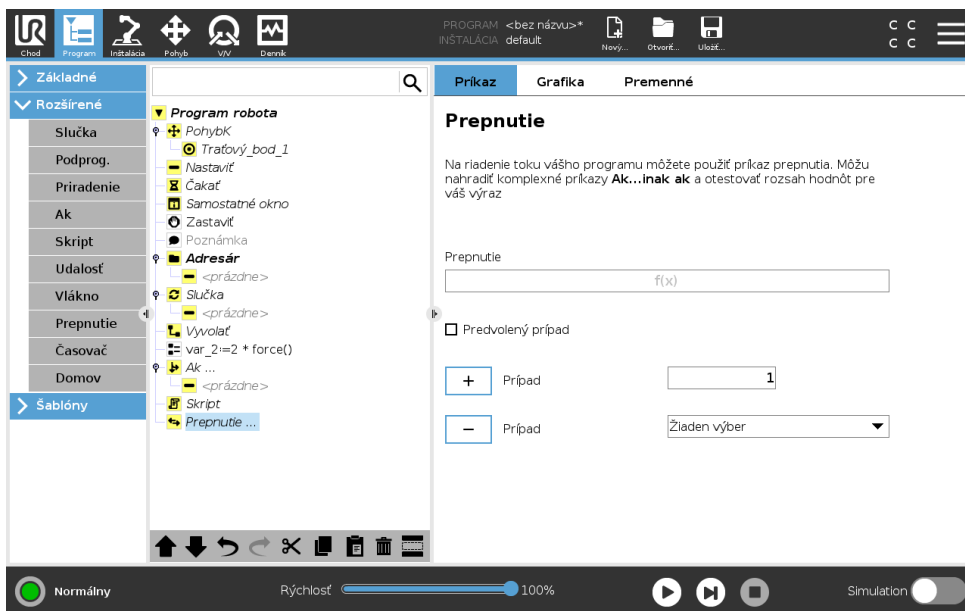 PROGRAM <bez názvu>*
INŠTALÁCIA default
Chod Program Inštalácia Pohyb V/V Denník
Nový... Otvoriť... Uložiť...
C C
C C
Základné
Rozšírené
Slučka
Podprog.
Priradenie
Ak
Skript
Udalosť
Vlákno
Prepnutie
Časovač
Domov
Šablóny
Program robota
PohybK
Traťový_bod_1
Nastaviť
Čakať
Samostatné okno
Zastaviť
Poznámka
Adresár
<prázdne>
Slučka
<prázdne>
Vyvolať
var_2:=2 * force()
Ak ...
<prázdne>
Skript
Prepnutie ...
Príkaz Grafika Premenné
Prepnutie
Na riadenie toku vášho programu môžete použiť príkaz prepnutia. Môžu
nahradiť komplexné príkazy Ak...inak ak a otestovať rozsah hodnôt pre
váš výraz
Prepnutie
f(x)
Predvolený prípad
+ Prípad 1
− Prípad Žiaden výber
Normálny
Rýchlosť 100%
Simulation